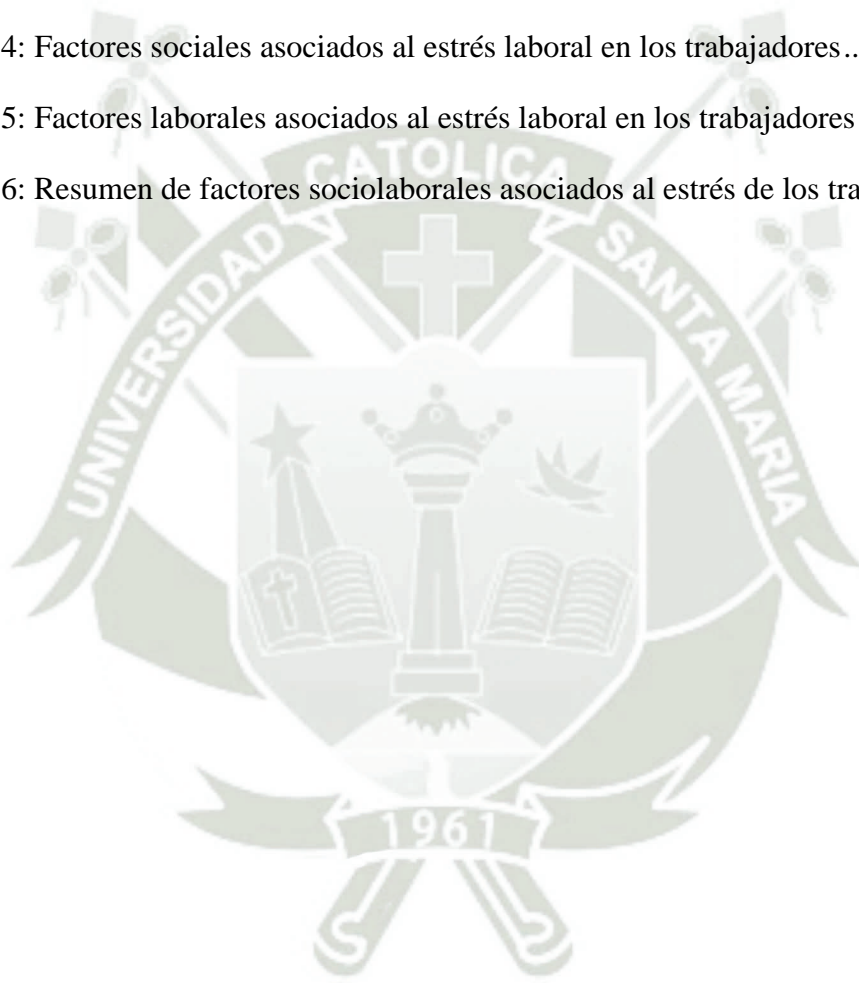 4: Factores sociales asociados al estrés laboral en los trabajadores..
5: Factores laborales asociados al estrés laboral en los trabajadores
6: Resumen de factores sociolaborales asociados al estrés de los tra
UNIVERSIDAD CATOLICA SANTA MARIA
1961